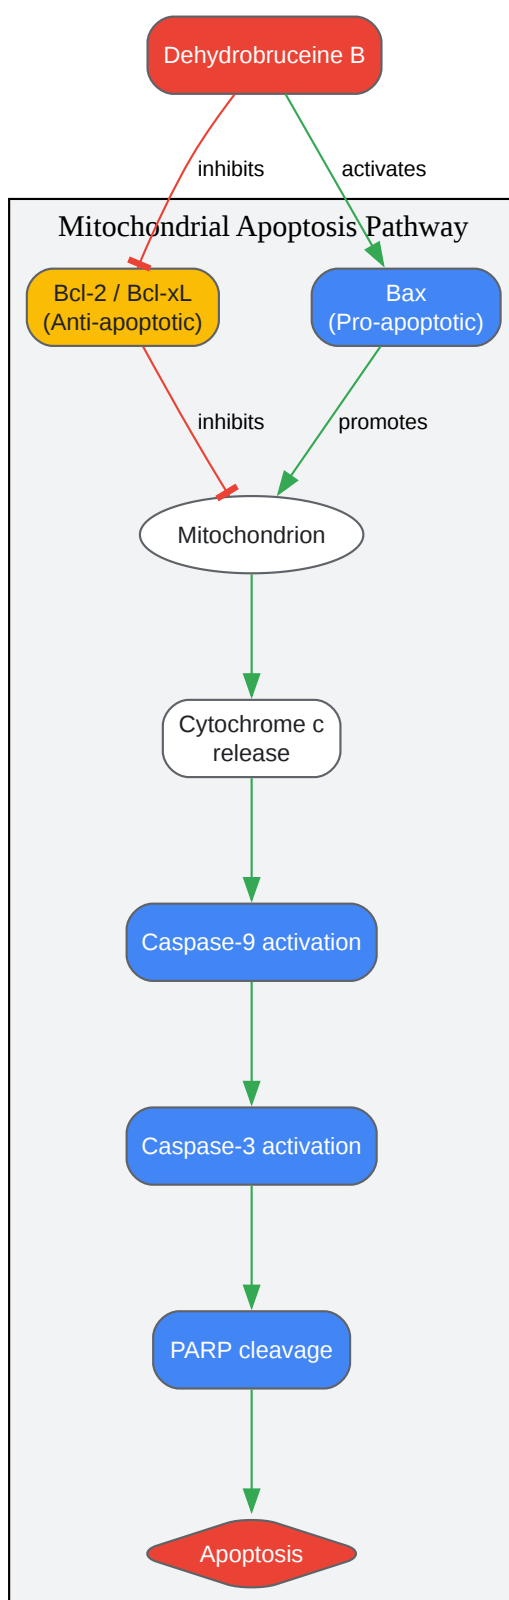 Dehydrobruceine B
inhibits
activates
Mitochondrial Apoptosis Pathway
Bcl-2 / Bcl-xL
(Anti-apoptotic)
Bax
(Pro-apoptotic)
inhibits
promotes
Mitochondrion
Cytochrome c
release
Caspase-9 activation
Caspase-3 activation
PARP cleavage
Apoptosis